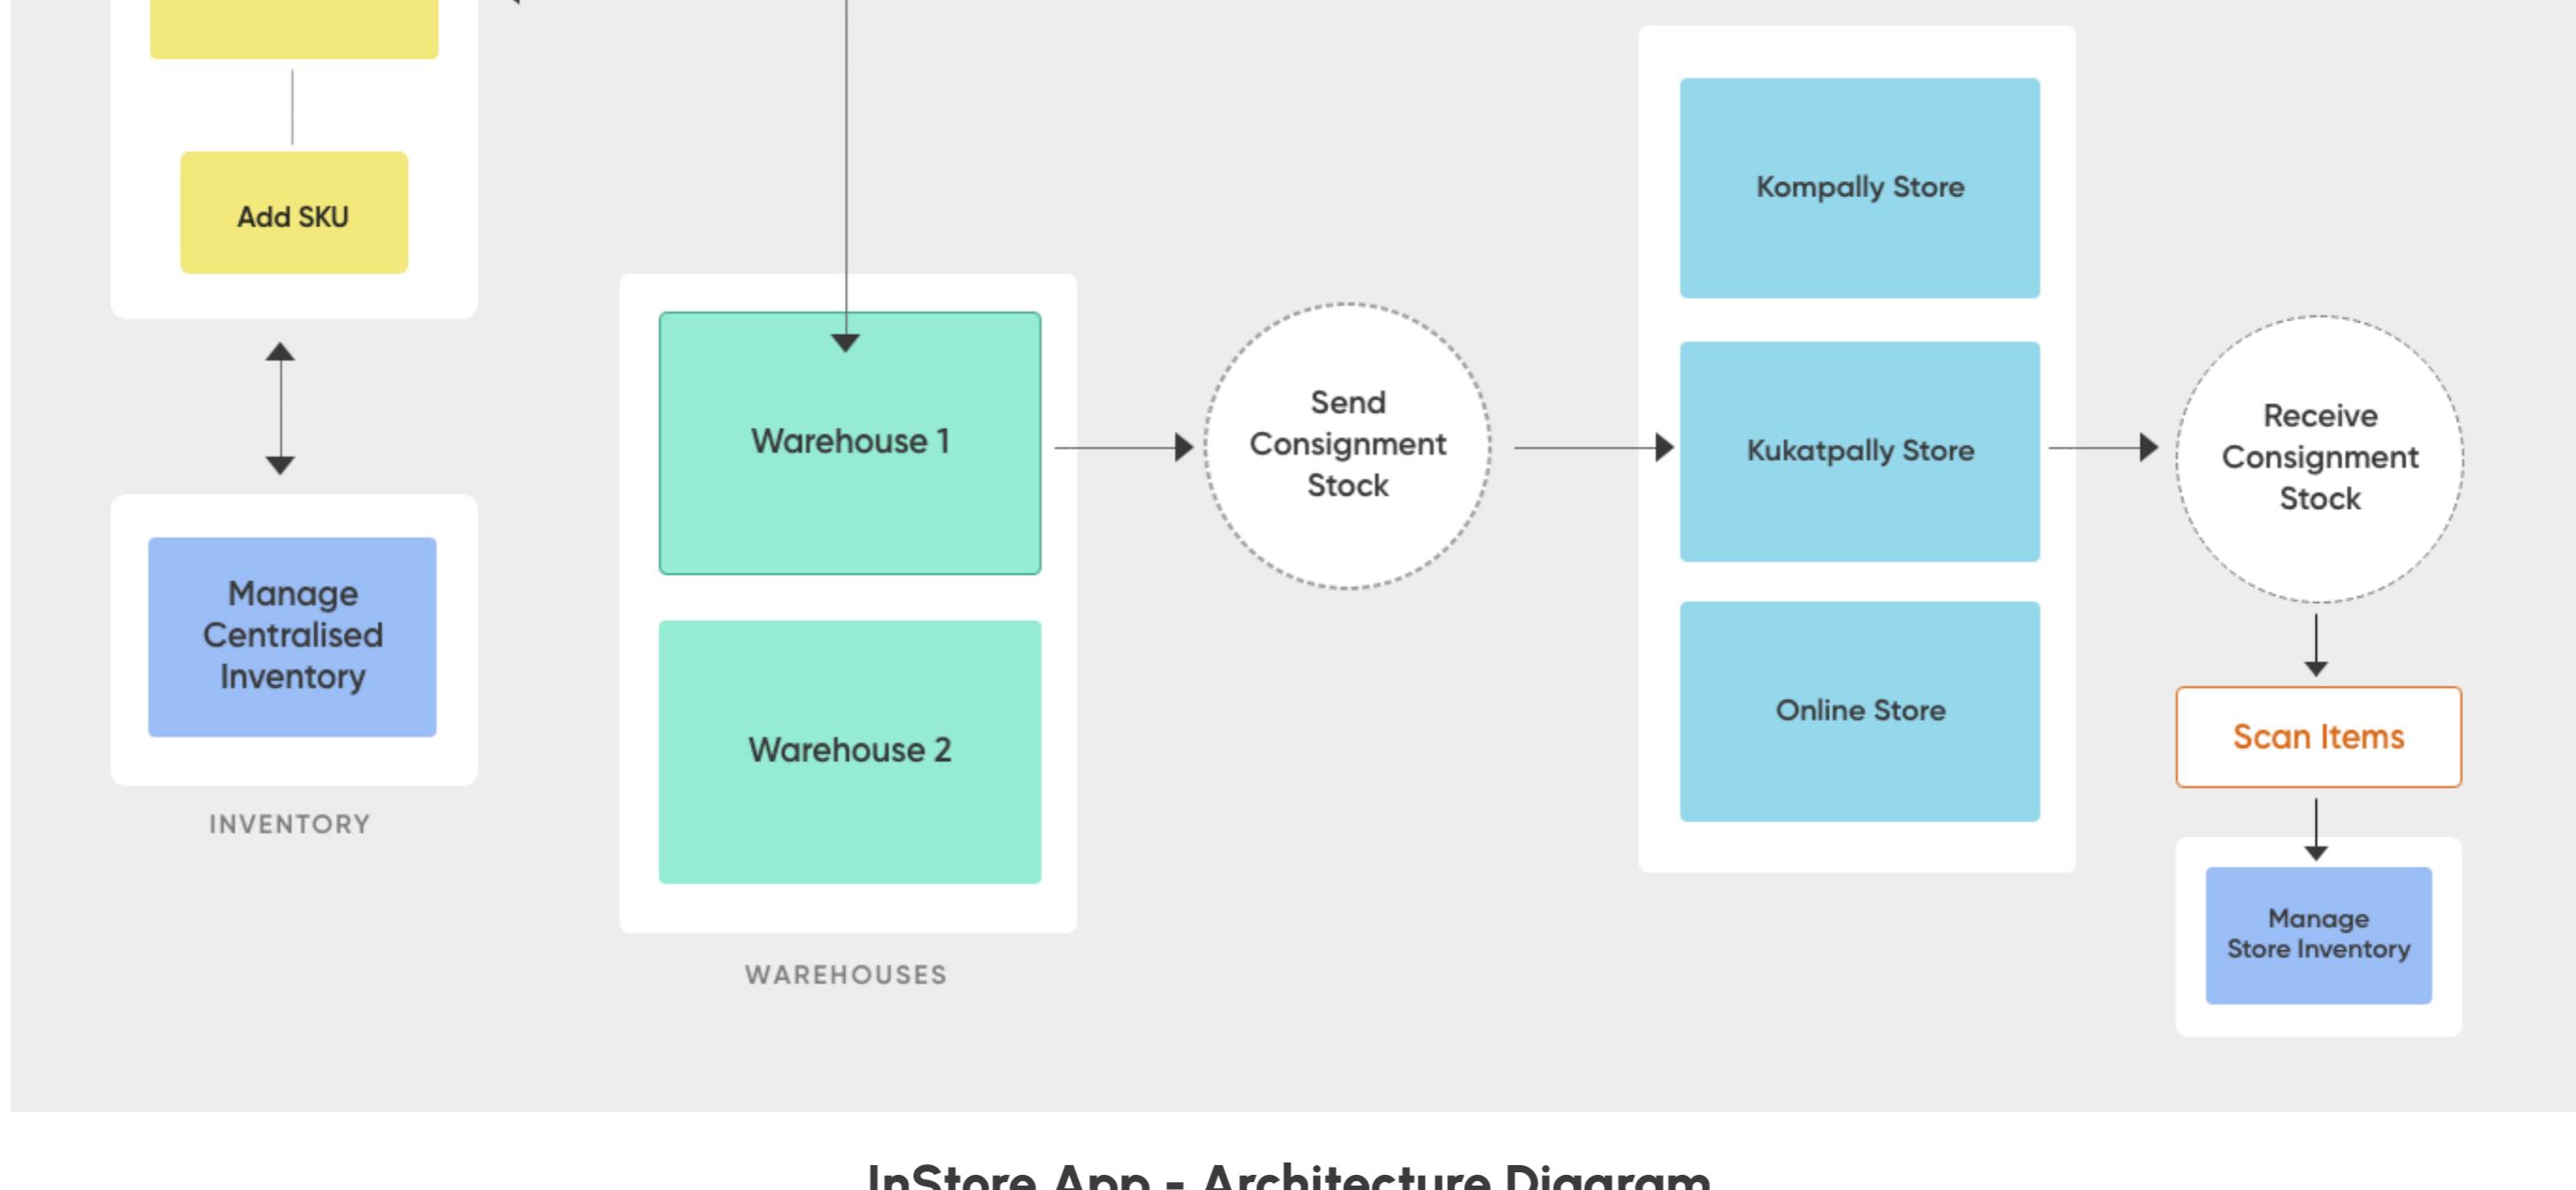 Add SKU
Manage
Centralised
Inventory
INVENTORY
Warehouse 1
Warehouse 2
WAREHOUSES
Send
Consignment
Stock
Kompally Store
Kukatpally Store
Online Store
Receive
Consignment
Stock
Scan Items
Manage
Store Inventory
InStore App - Architecture Diagram